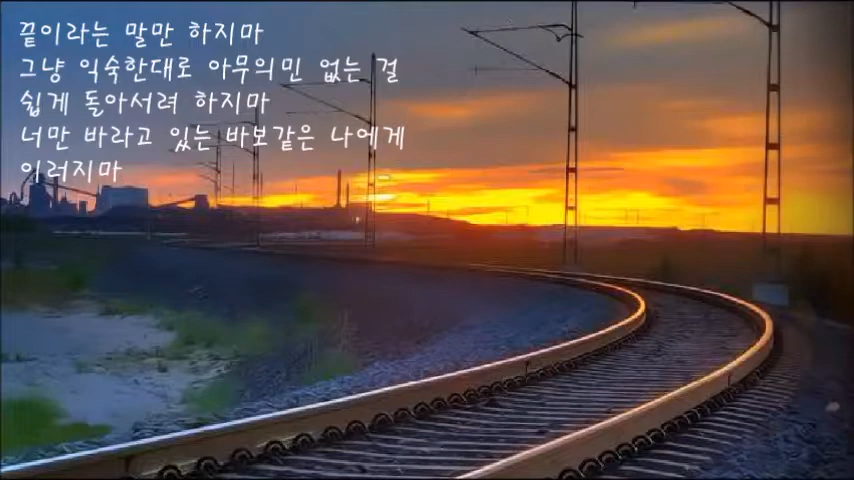 끝이라는 말만 하지마
그냥 익숙한대로 아무의민 없는 걸
쉽게 돌아서려 하지마
너만 바라고 있는 바보같은 나에게
이러지마